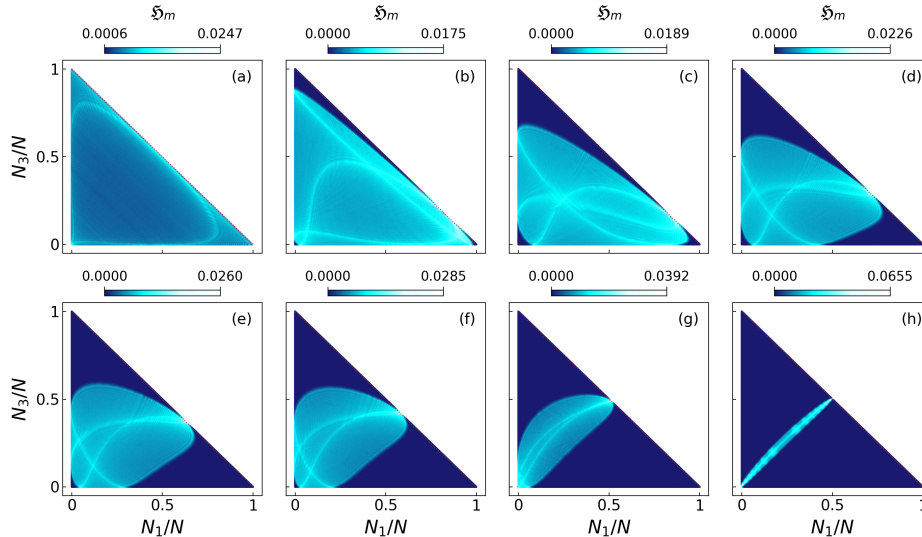 𝕳m 𝕳m 𝕳m 𝕳m
0.0006 0.0247 0.0000 0.0175 0.0000 0.0189 0.0000 0.0226
1 (a) (b) (c) (d)
N3/N
0.5
0
0.0000 0.0260 0.0000 0.0285 0.0000 0.0392 0.0000 0.0655
1 (e) (f) (g) (h)
N3/N
0.5
0
0 0.5 1 0 0.5 1 0 0.5 1 0 0.5 1
N1/N N1/N N1/N N1/N